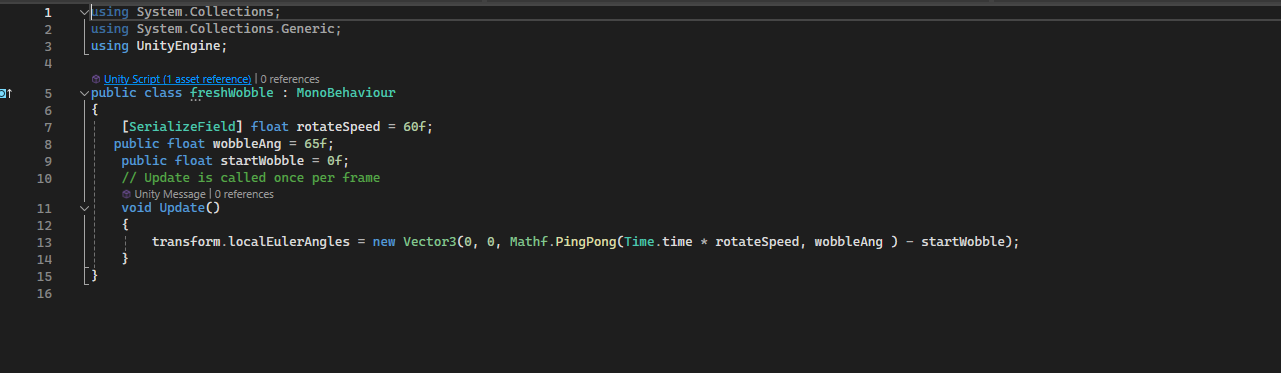 1 using System.Collections;
2 using System.Collections.Generic;
3 using UnityEngine;
4
Unity Script (1 asset reference) | 0 references
5 public class freshWobble : MonoBehaviour
6 {
7 [SerializeField] float rotateSpeed = 60f;
8 public float wobbleAng = 65f;
9 public float startWobble = 0f;
10 // Update is called once per frame
Unity Message | 0 references
11 void Update()
12 {
13 transform.localEulerAngles = new Vector3(0, 0, Mathf.PingPong(Time.time * rotateSpeed, wobbleAng ) - startWobble);
14 }
15 }
16